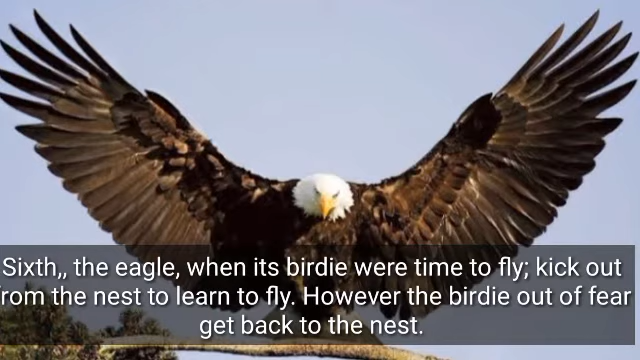 Sixth,, the eagle, when its birdie were time to fly; kick out
from the nest to learn to fly. However the birdie out of fear
get back to the nest.